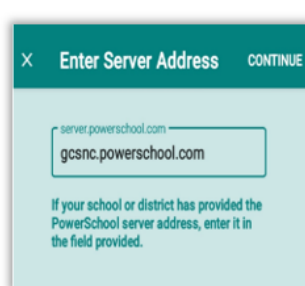 X Enter Server Address CONTINUE
server.powerschool.com
gcsnc.powerschool.com
If your school or district has provided the
PowerSchool server address, enter it in
the field provided.